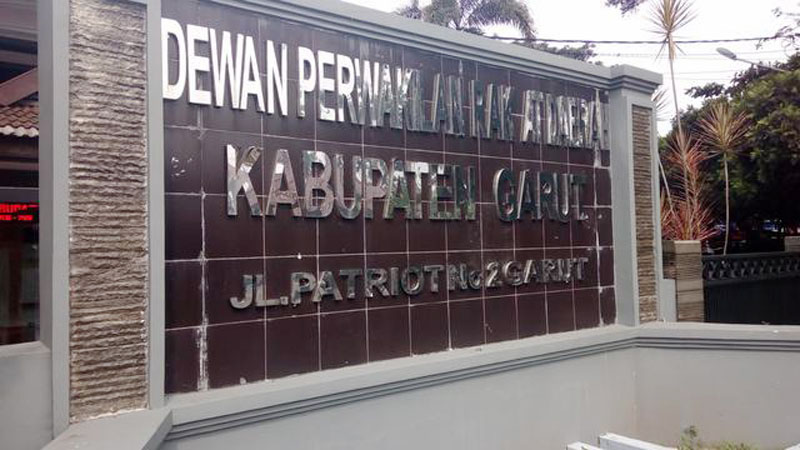 DEWAN PERWAKILAN RAKYAT DAERAH
KABUPATEN GARUT
JL. PATRIOT No 2 GARUT